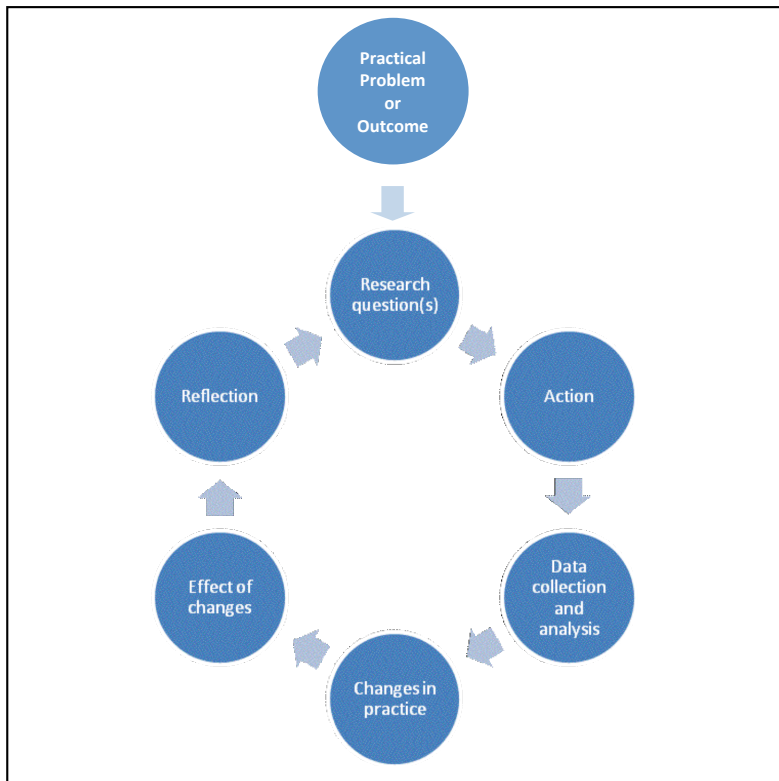 Practical
Problem
or
Outcome
Research
question(s)
Action
Data
collection
and
analysis
Changes in
practice
Effect of
changes
Reflection